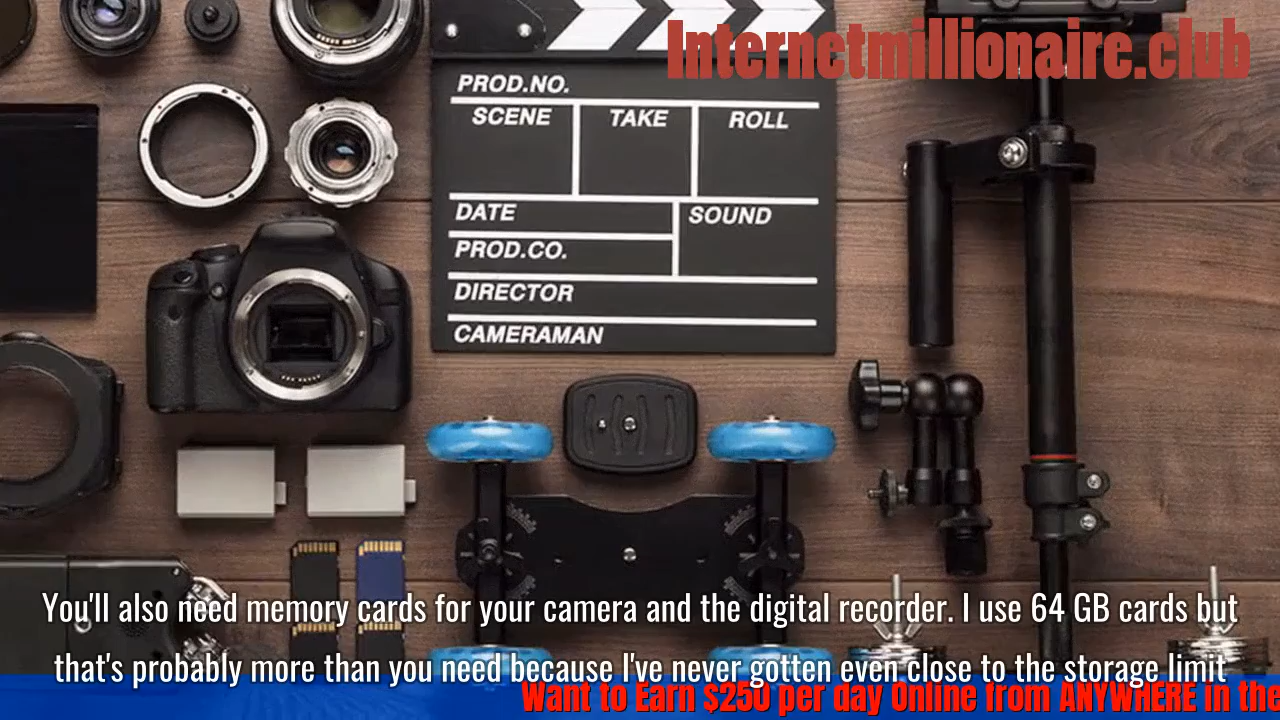 Internetmillionaire.club
PROD.NO.
SCENE TAKE ROLL
DATE SOUND
PROD.CO.
DIRECTOR
CAMERAMAN
You'll also need memory cards for your camera and the digital recorder. I use 64 GB cards but
that's probably more than you need because I've never gotten even close to the storage limit
Want to Earn $250 per day Online from ANYWHERE in the